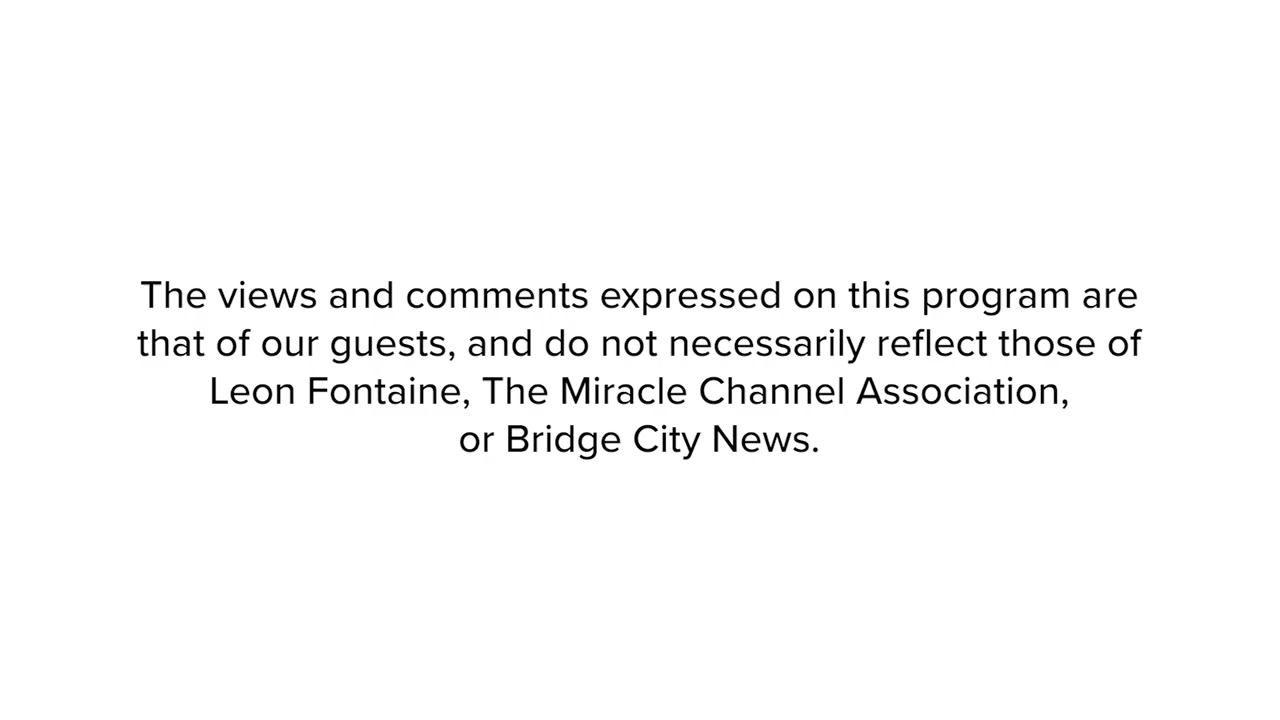 The views and comments expressed on this program are
that of our guests, and do not necessarily reflect those of
Leon Fontaine, The Miracle Channel Association,
or Bridge City News.